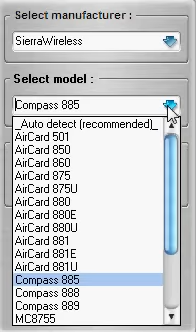 Select manufacturer :
SierraWireless
Select model :
Compass 885
_Auto detect (recommended)_
AirCard 501
AirCard 850
AirCard 860
AirCard 875
AirCard 875U
AirCard 880
AirCard 880E
AirCard 880U
AirCard 881
AirCard 881E
AirCard 881U
Compass 885
Compass 888
Compass 889
MC8755